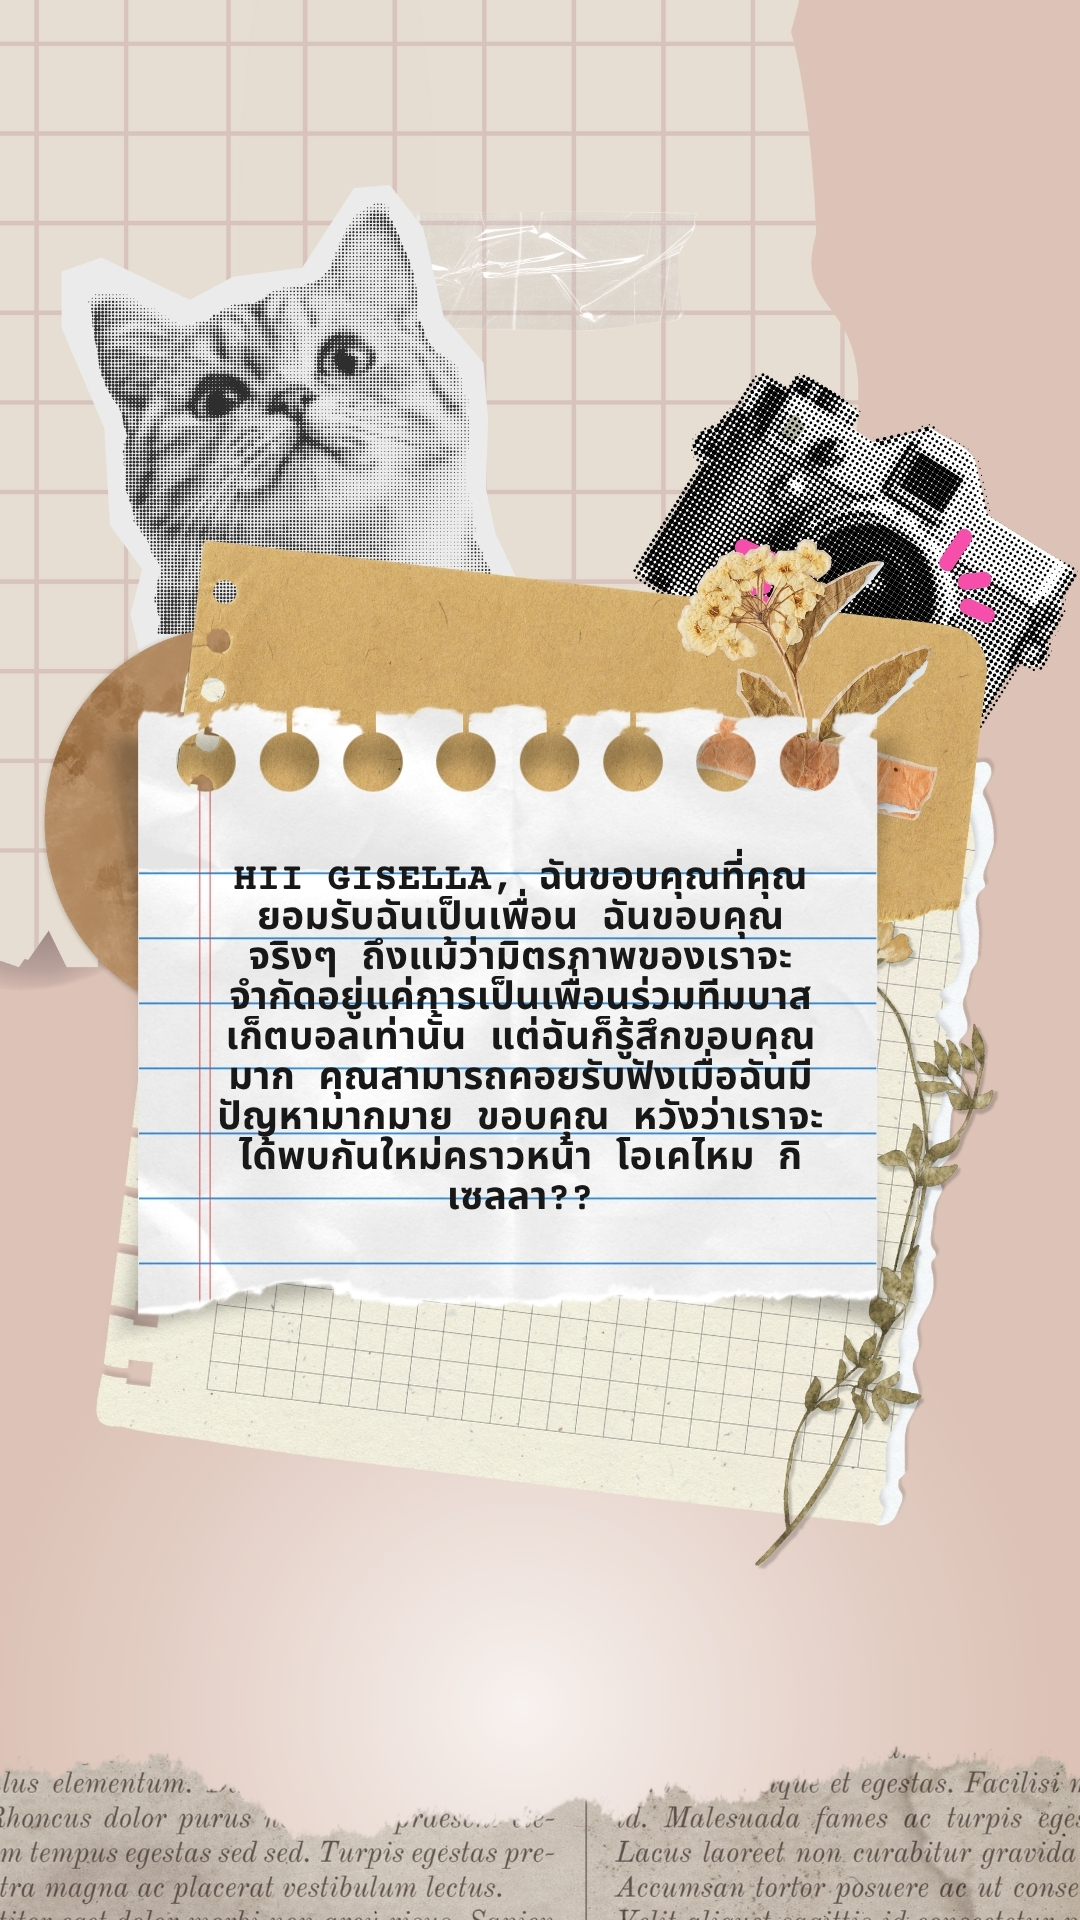 HII GISELLA, ฉันขอบคุณที่คุณ
ยอมรับฉันเป็นเพื่อน ฉันขอบคุณ
จริงๆ ถึงแม้ว่ามิตรภาพของเราจะ
จำกัดอยู่แค่การเป็นเพื่อนร่วมทีมบาส
เก็ตบอลเท่านั้น แต่ฉันก็รู้สึกขอบคุณ
มาก คุณสามารถคอยรับฟังเมื่อฉันมี
ปัญหามากมาย ขอบคุณ หวังว่าเราจะ
ได้พบกันใหม่คราวหน้า โอเคไหม กิ
เซลลา??
lus elementum.
Rhoncus dolor purus
m tempus egestas sed sed. Turpis egestas pre-
tra magna ac placerat vestibulum lectus.
que et egestas. Facilisi
id. Malesuada fames ac turpis eges
Lacus laoreet non curabitur gravida
Accumsan tortor posuere ac ut conse